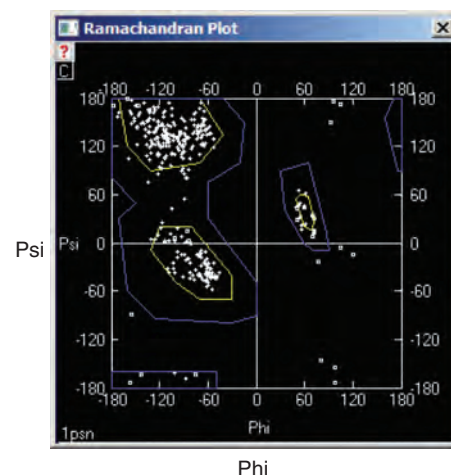 Ramachandran Plot
?
C
-180 -120 -60 0 60 120 180
180 180
120 120
60 60
Psi Psi 0 0
-60 -60
-120 -120
-180 -180
-180 -120 -60 0 60 120 180
Phi
1psn
Phi